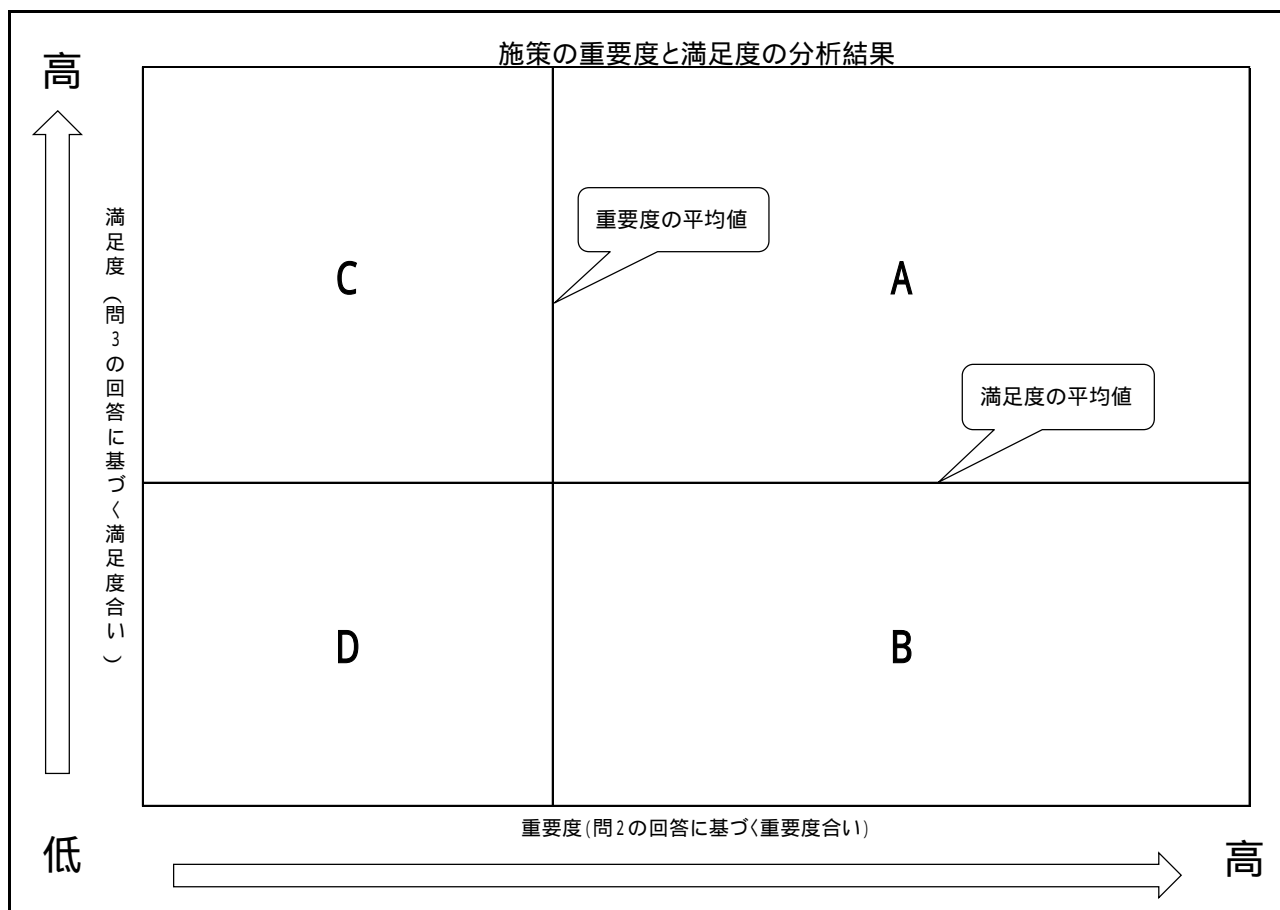 施策の重要度と満足度の分析結果
高
満足度(問3の回答に基づく満足度合い)
重要度の平均値
C
A
満足度の平均値
D
B
重要度(問2の回答に基づく重要度合い)
低
高